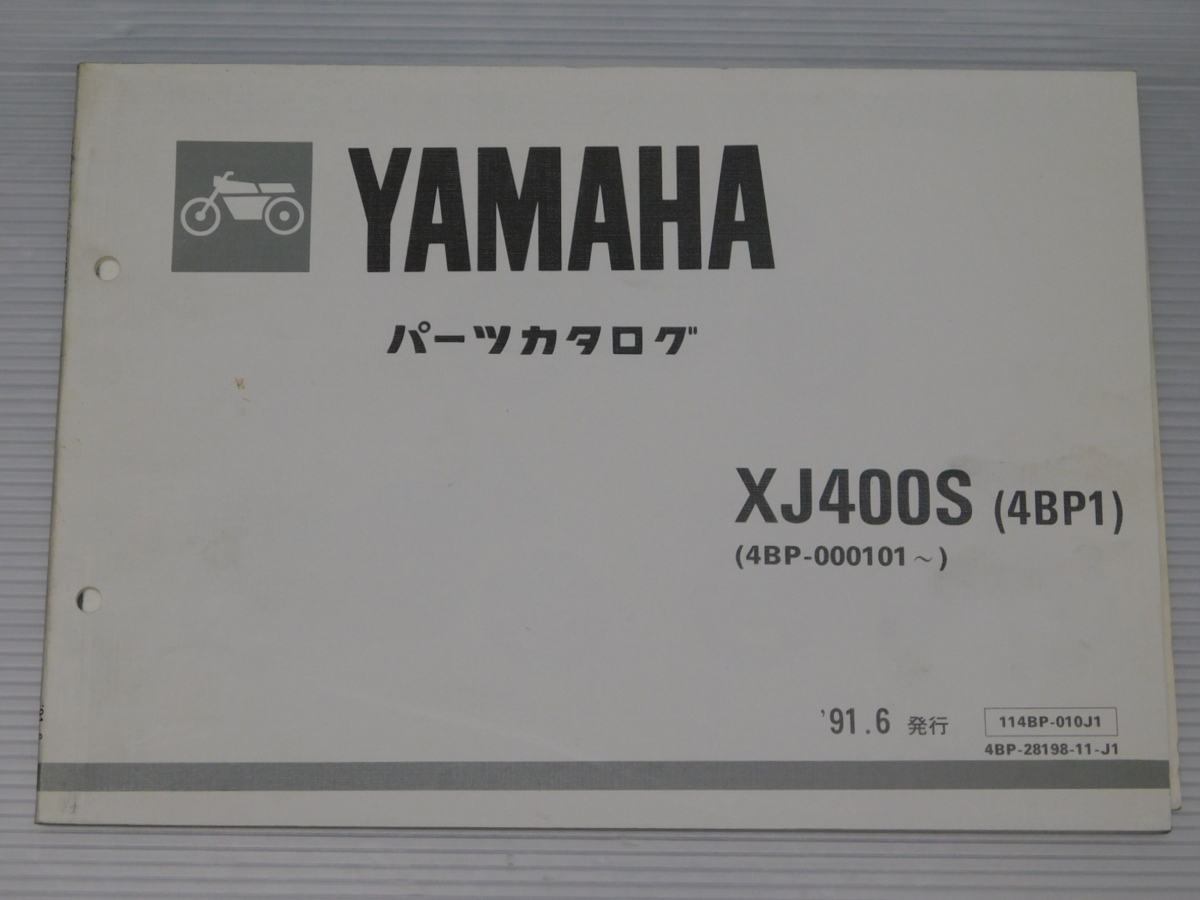 YAMAHA
パーツカタログ
XJ400S (4BP1)
(4BP-000101～)
'91.6 発行
114BP-010J1
4BP-28198-11-J1